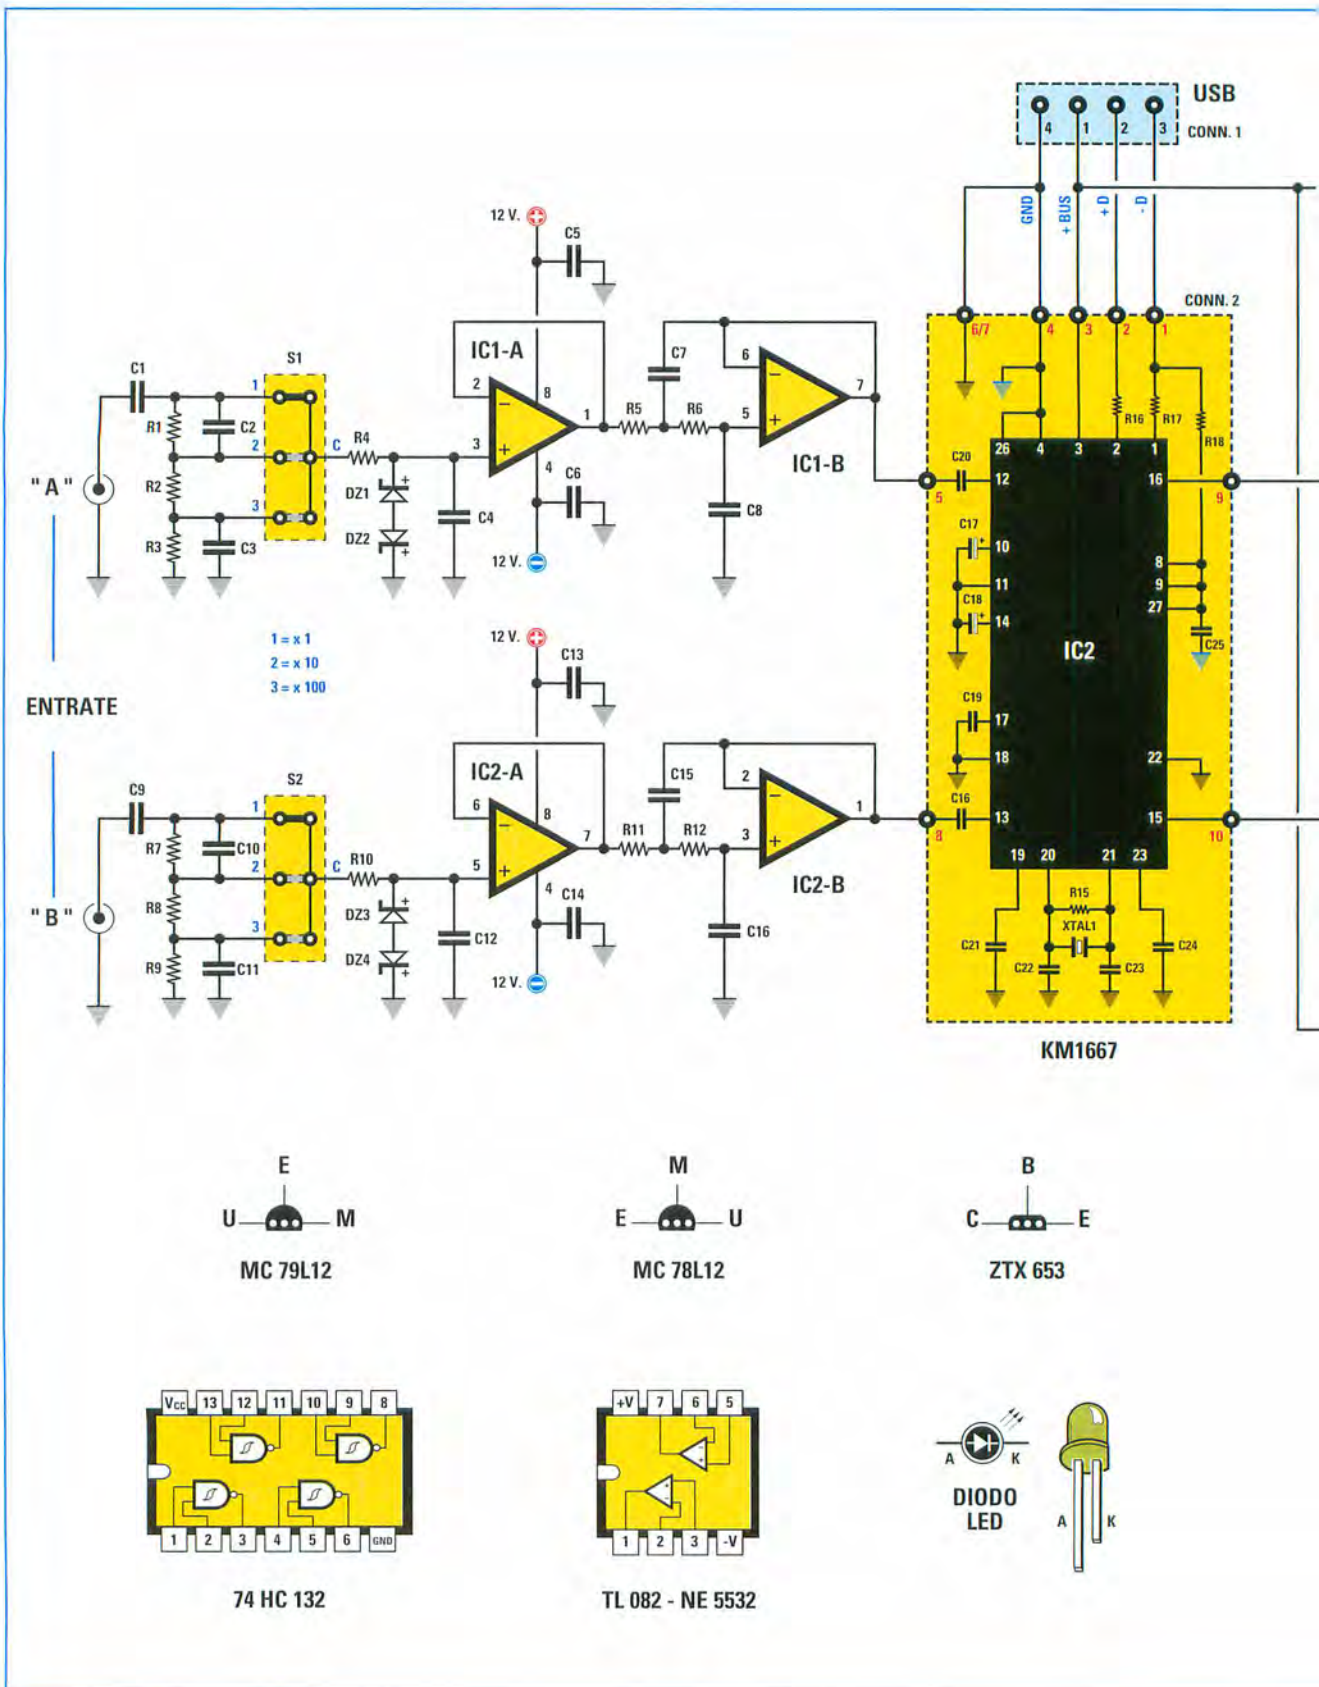 USB
4 1 2 3 CONN. 1
GND + BUS + D - D
12 V.
C5
CONN. 2
6/7 4 3 2 1
S1
C1
IC1-A
C7
R1 C2 1 2 3 C R4
R2
R3 C3
"A"
DZ1
DZ2
C4
2 3 8 1 4
R5 R6
6 5 7
IC1-B
C6
C8
12 V.
R16 R17 R18
26 4 3 2 1
5 C20 12 16 9
C17 + 10
11
C18 + 14
8
9
27
C25
IC2
1 = x 1
2 = x 10
3 = x 100
ENTRATE
12 V.
C13
C19 17
18
22
S2
C9
IC2-A
C15
R7 C10 1 2 3 C R10
R8
R9 C11
"B"
DZ3
DZ4
C12
6 5 8 7 4
R11 R12
2 3 1
IC2-B
C14
C16
12 V.
8 C16 13 15 10
19 20 21 23
R15
XTAL1
C21 C22 C23 C24
KM1667
E
U M
MC 79L12
M
E U
MC 78L12
B
C E
ZTX 653
Vcc 13 12 11 10 9 8
1 2 3 4 5 6 GND
74 HC 132
+V 7 6 5
1 2 3 -V
TL 082 - NE 5532
A K
DIODO
LED
A K